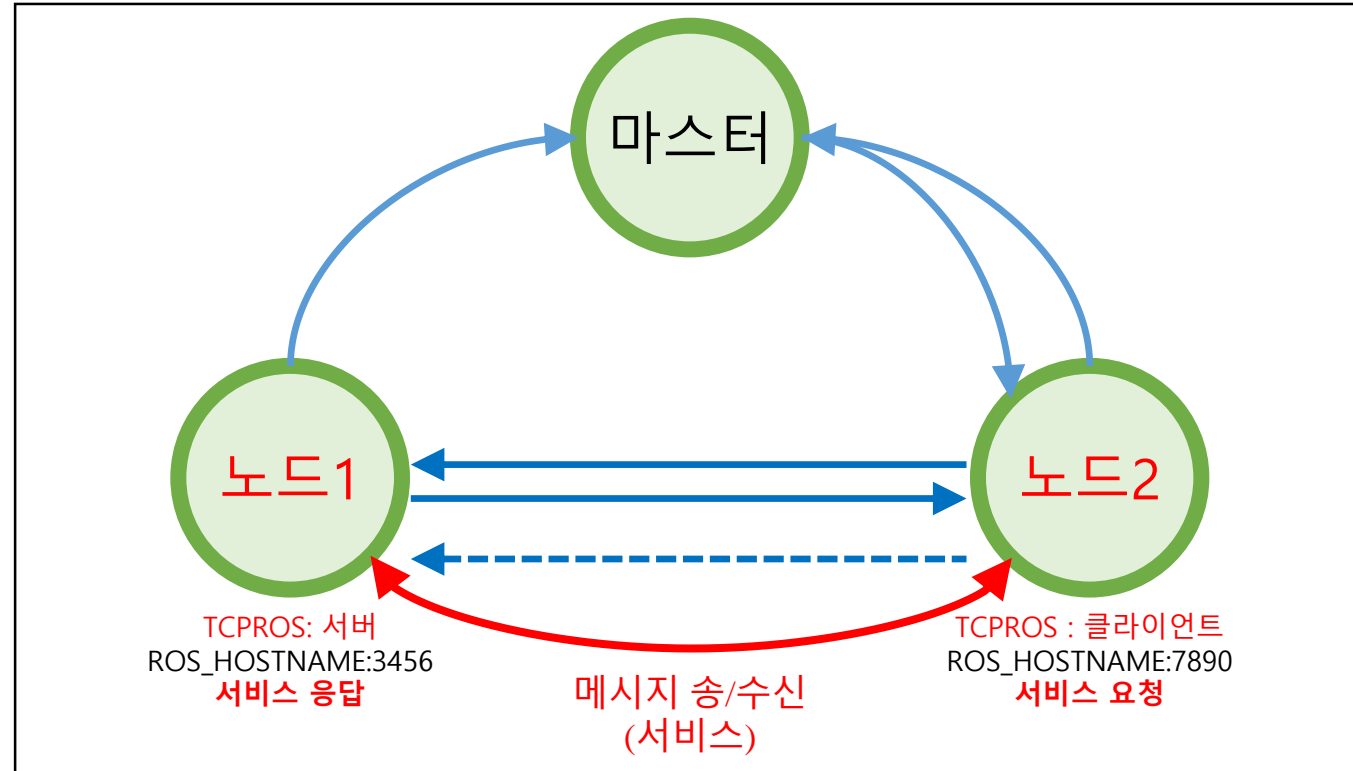 마스터
노드1
노드2
TCPROS: 서버
ROS_HOSTNAME:3456
서비스 응답
메시지 송/수신
(서비스)
TCPROS : 클라이언트
ROS_HOSTNAME:7890
서비스 요청